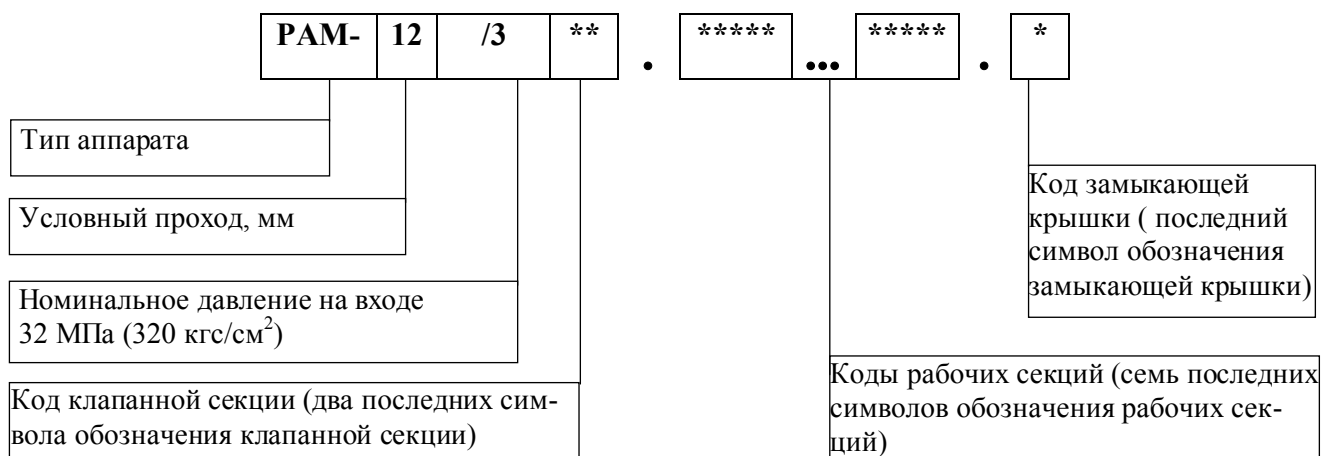 РАМ- 12 /3 ** . ***** ... ***** . *
Тип аппарата
Условный проход, мм
Номинальное давление на входе
32 МПа (320 кгс/см²)
Код клапанной секции (два последних сим-
вола обозначения клапанной секции)
Код замыкающей
крышки ( последний
символ обозначения
замыкающей крышки)
Коды рабочих секций (семь последних
символов обозначения рабочих сек-
ций)